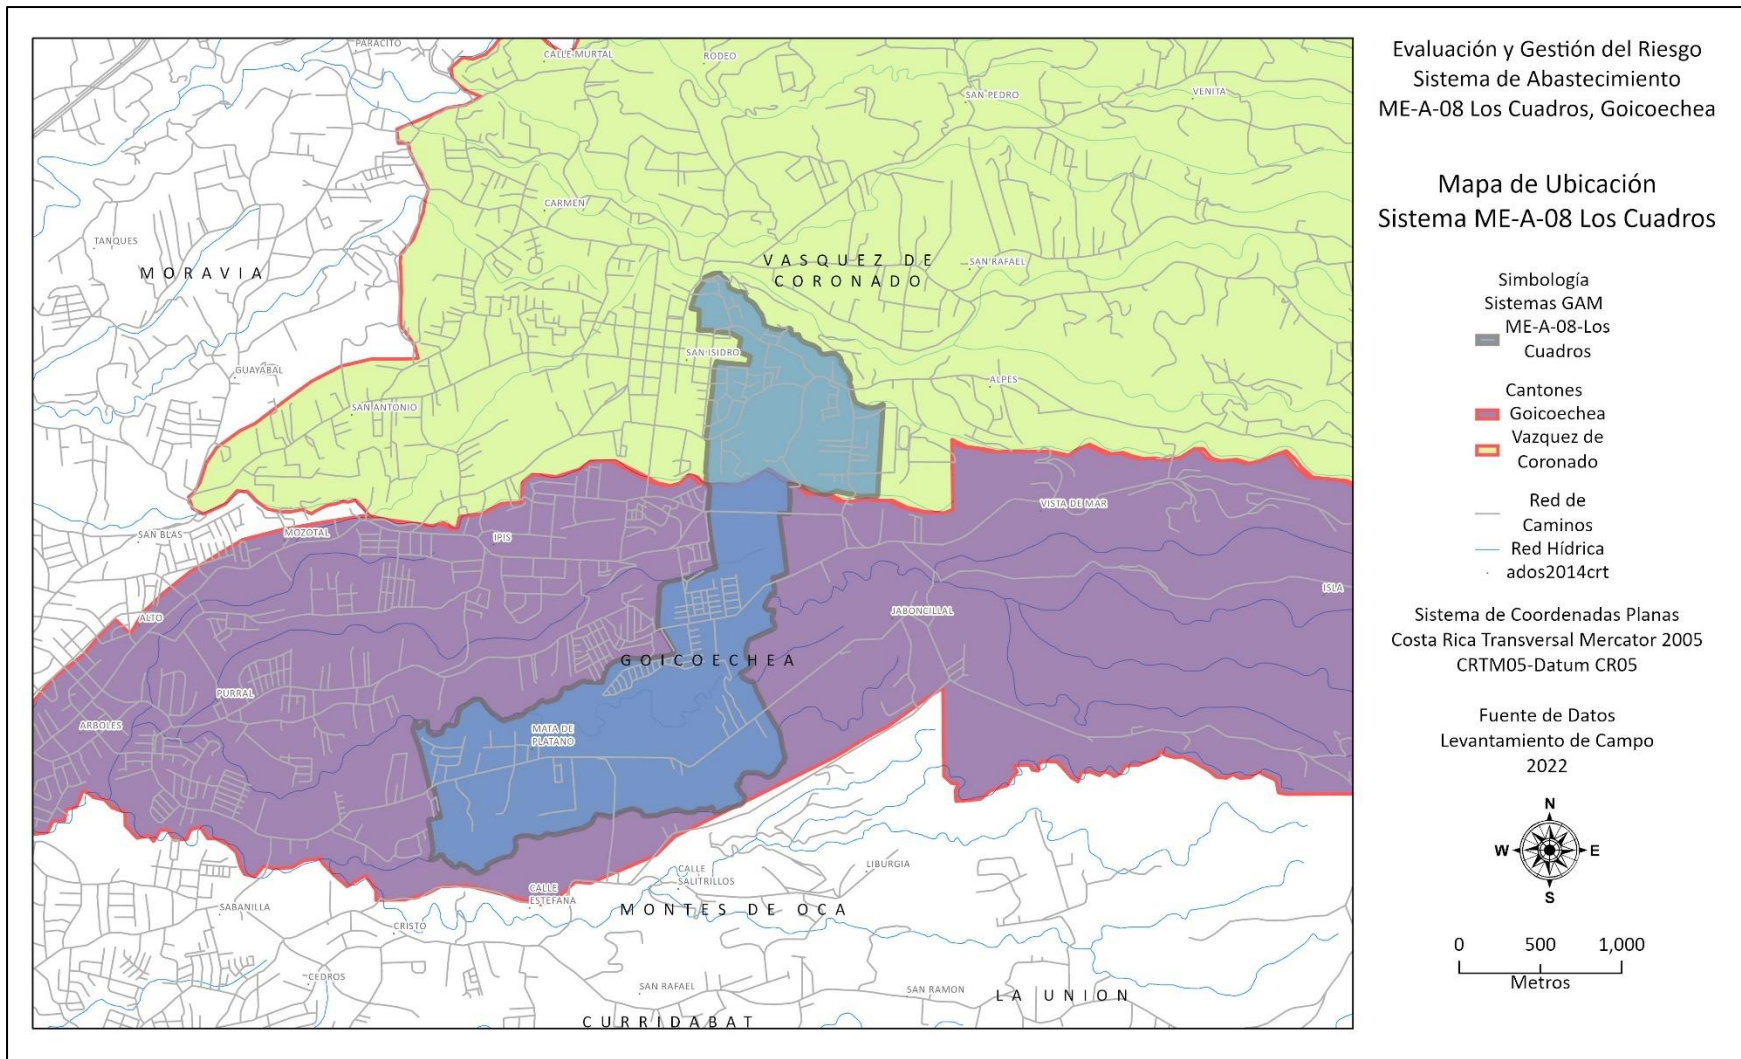 PARACITO
CALLE MURTAL
RODEO
SAN PEDRO
VENITA
CARMEN
TANQUES
MORAVIA
VASQUEZ DE
CORONADO
SAN RAFAEL
SAN ISIDRO
GUAYABAL
ALPES
SAN ANTONIO
VISTA DE MAR
SAN BLAS
MOZOTAL
IPIS
ISLA
JABONCILLAL
ALTO
GOICOECHEA
PURRAL
ARBOLES
MATA DE
PLATANO
CALLE
SALITRILLOS
LIBURGIA
CALLE
ESTEFANA
SABANILLA
MONTES DE OCA
CRISTO
CEDROS
SAN RAFAEL
SAN RAMON
LA UNION
CURRIDABAT
Evaluación y Gestión del Riesgo
Sistema de Abastecimiento
ME-A-08 Los Cuadros, Goicoechea
Mapa de Ubicación
Sistema ME-A-08 Los Cuadros
Simbología
Sistemas GAM
ME-A-08-Los
Cuadros
Cantones
Goicoechea
Vazquez de
Coronado
Red de
Caminos
Red Hídrica
ados2014crt
Sistema de Coordenadas Planas
Costa Rica Transversal Mercator 2005
CRTM05-Datum CR05
Fuente de Datos
Levantamiento de Campo
2022
N
W E
S
0 500 1,000
Metros